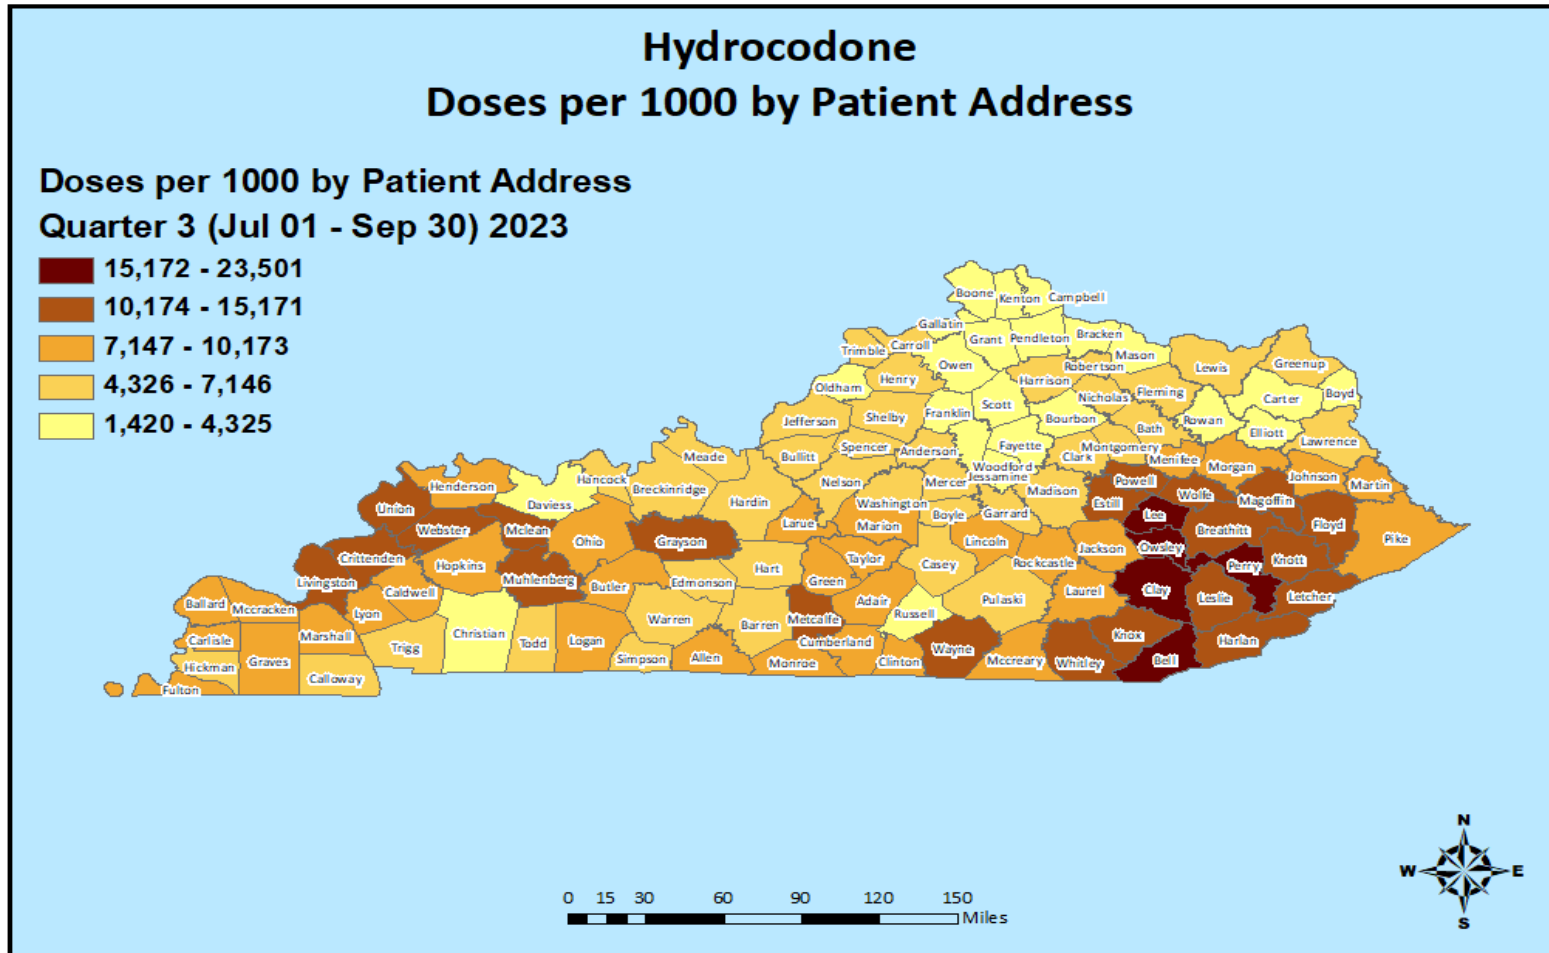 Hydrocodone
Doses per 1000 by Patient Address
Doses per 1000 by Patient Address
Quarter 3 (Jul 01 - Sep 30) 2023
15,172 - 23,501
10,174 - 15,171
7,147 - 10,173
4,326 - 7,146
1,420 - 4,325
Boone Kenton Campbell
Gallatin Grant Pendleton Bracken
Trimble Carroll Owen Robertson Mason Lewis Greenup
Oldham Henry Harrison Nicholas Fleming Carter Boyd
Jefferson Shelby Franklin Scott Bourbon Rowan Elliott
Bullitt Spencer Anderson Fayette Clark Montgomery Bath Lawrence
Meade Woodford Menifee Morgan
Henderson Hancock Breckinridge Nelson Mercer Jessamine Madison Powell Wolfe Magoffin Johnson Martin
Union Daviess Hardin Washington Boyle Garrard Estill Lee
Webster Mclean Ohio Grayson Larue Marion Lincoln Jackson Owsley Breathitt Floyd Pike
Crittenden Hopkins Muhlenberg Butler Edmonson Hart Green Taylor Casey Rockcastle Perry Knott
Livingston Caldwell Laurel Clay Leslie Letcher
Ballard Mccracken Lyon Warren Barren Metcalfe Adair Russell Pulaski
Carlisle Marshall Trigg Christian Todd Logan Cumberland Wayne Knox Harlan
Hickman Graves Simpson Allen Monroe Clinton Mccreary Whitley Bell
Fulton Calloway
N
W E
S
0 15 30 60 90 120 150
Miles